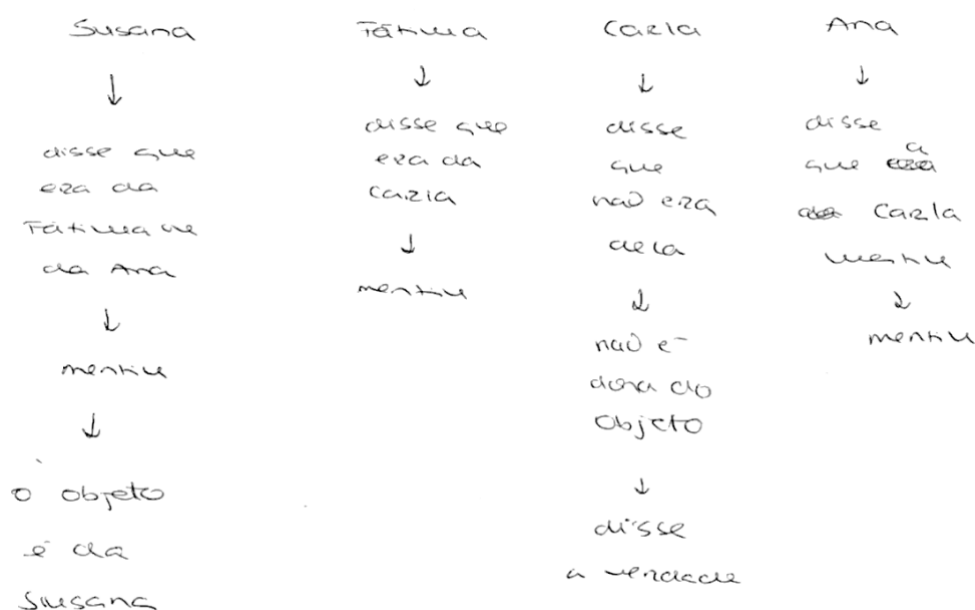 Susana
↓
disse que
era da
Fátima ou
da Ana
↓
mentiu
↓
o objeto
é da
Susana
Fátima
↓
disse que
era da
Carla
↓
mentiu
Carla
↓
disse
que
não era
dela
↓
não é
dona do
objeto
↓
disse
a verdade
Ana
↓
disse
que a
Carla
mentiu
↓
mentiu